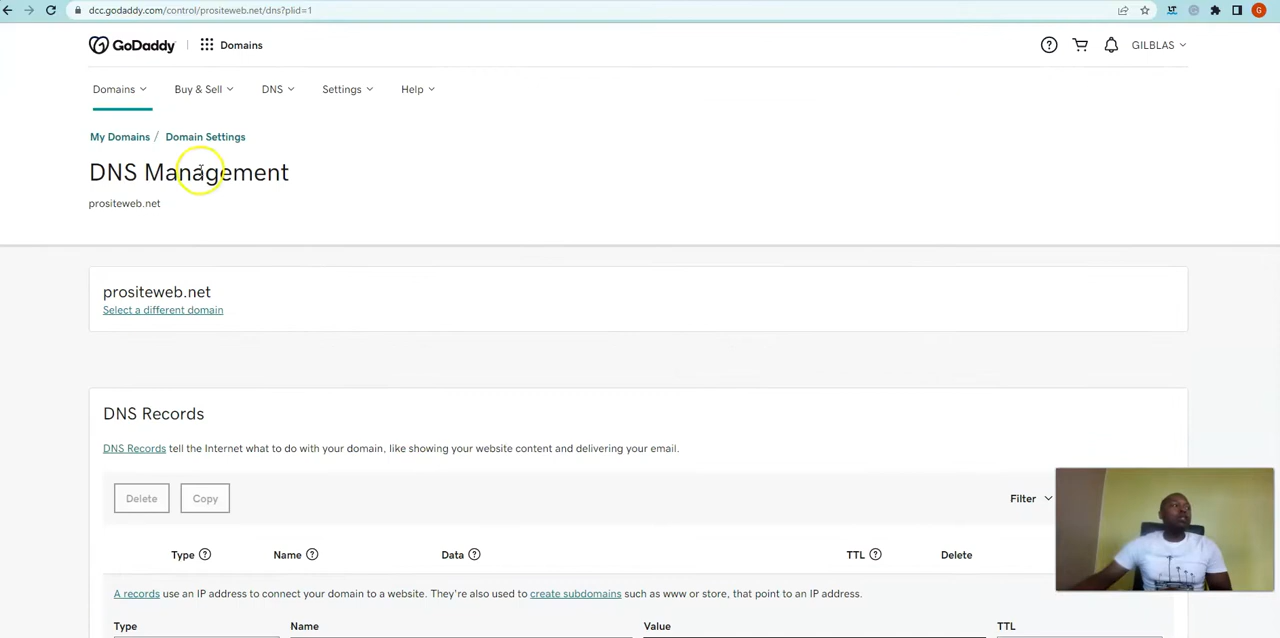 dcc.godaddy.com/control/prositeweb.net/dns?plid=1
LT
G
GoDaddy
Domains
GILBLAS
Domains
Buy & Sell
DNS
Settings
Help
My Domains / Domain Settings
DNS Management
prositeweb.net
prositeweb.net
Select a different domain
DNS Records
DNS Records tell the Internet what to do with your domain, like showing your website content and delivering your email.
Delete
Copy
Filter
Type ?
Name ?
Data ?
TTL ?
Delete
A records use an IP address to connect your domain to a website. They're also used to create subdomains such as www or store, that point to an IP address.
Type
Name
Value
TTL